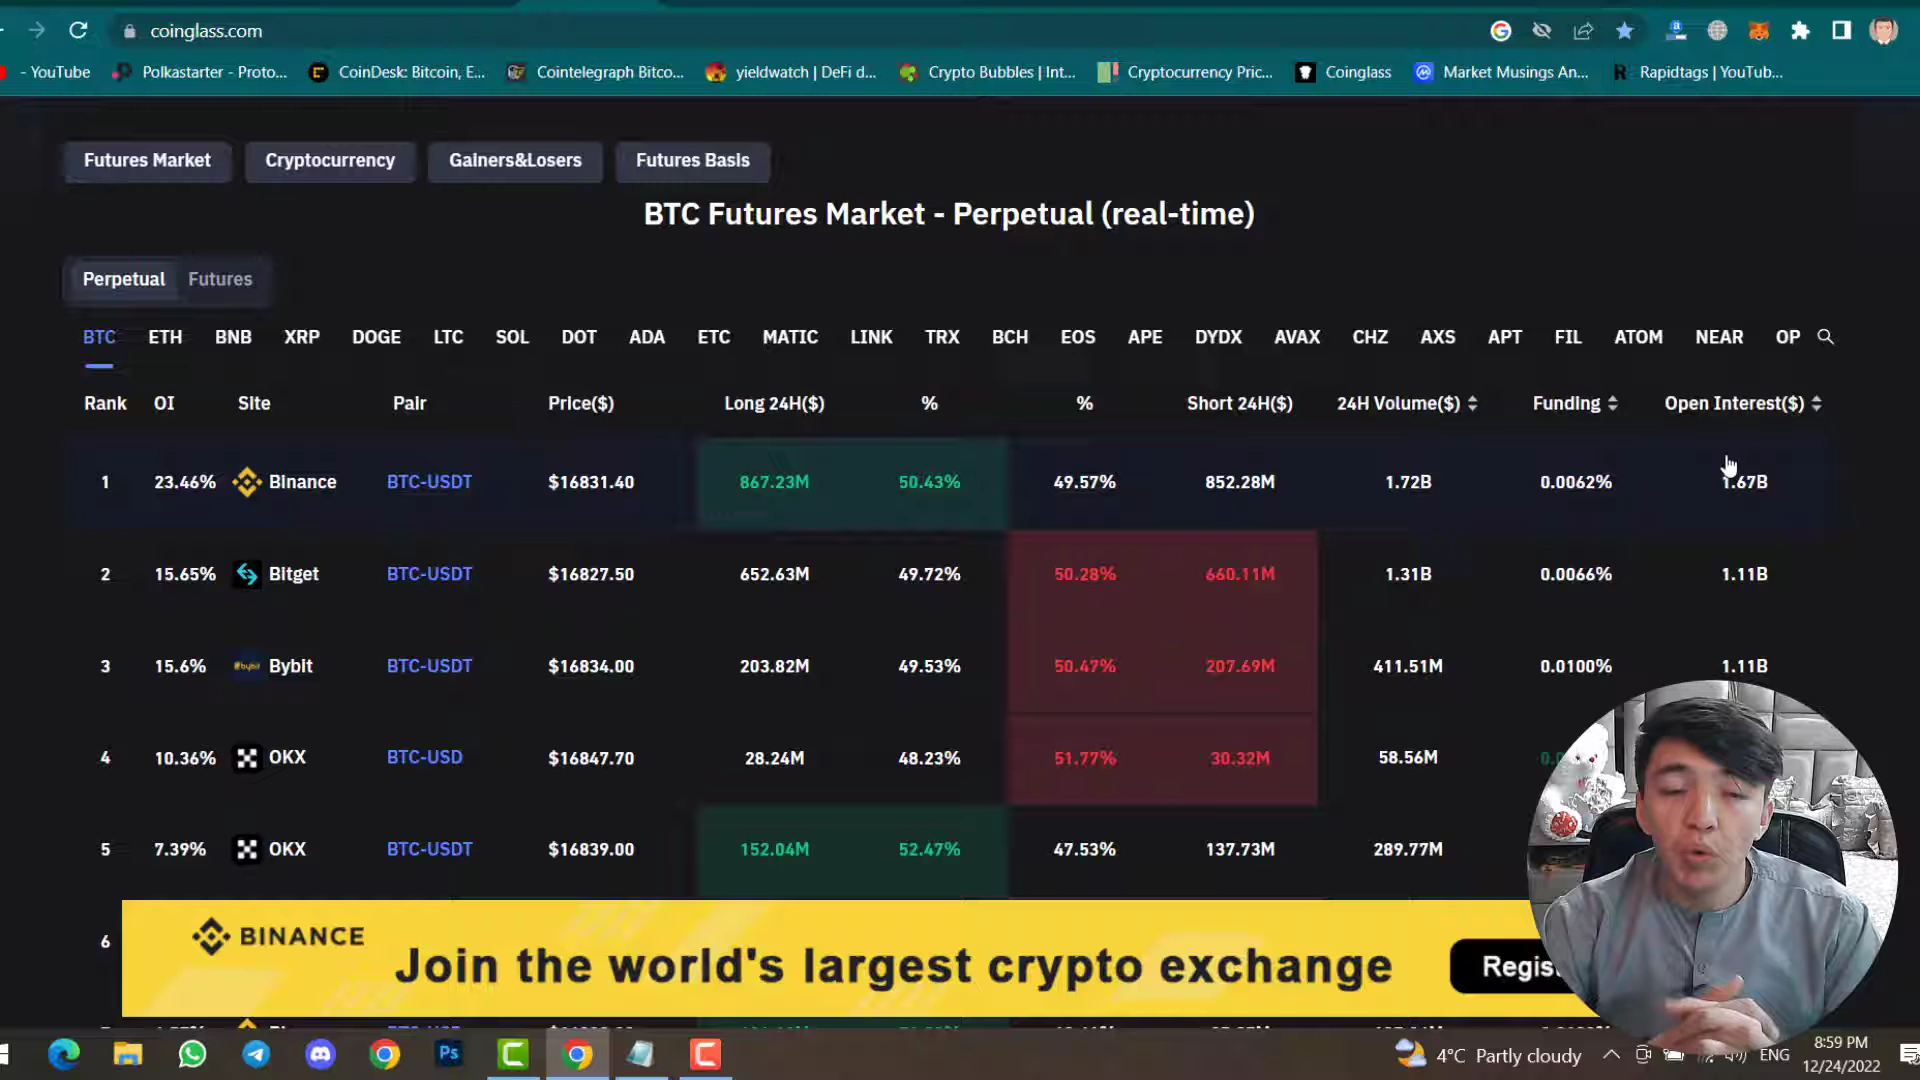 coinglass.com
- YouTube Polkastarter - Proto... CoinDesk: Bitcoin, E... Cointelegraph Bitco... yieldwatch | DeFi d... Crypto Bubbles | Int... Cryptocurrency Pric... Coinglass Market Musings An... Rapidtags | YouTub...
Futures Market Cryptocurrency Gainers&Losers Futures Basis
BTC Futures Market - Perpetual (real-time)
Perpetual Futures
BTC ETH BNB XRP DOGE LTC SOL DOT ADA ETC MATIC LINK TRX BCH EOS APE DYDX AVAX CHZ AXS APT FIL ATOM NEAR OP
Rank OI Site Pair Price($) Long 24H($) % % Short 24H($) 24H Volume($) Funding Open Interest($)
1 23.46% Binance BTC-USDT $16831.40 867.23M 50.43% 49.57% 852.28M 1.72B 0.0062% 1.67B
2 15.65% Bitget BTC-USDT $16827.50 652.63M 49.72% 50.28% 660.11M 1.31B 0.0066% 1.11B
3 15.6% Bybit BTC-USDT $16834.00 203.82M 49.53% 50.47% 207.69M 411.51M 0.0100% 1.11B
4 10.36% OKX BTC-USD $16847.70 28.24M 48.23% 51.77% 30.32M 58.56M
5 7.39% OKX BTC-USDT $16839.00 152.04M 52.47% 47.53% 137.73M 289.77M
6
BINANCE
Join the world's largest crypto exchange
Regis
4°C Partly cloudy ENG 8:59 PM
12/24/2022